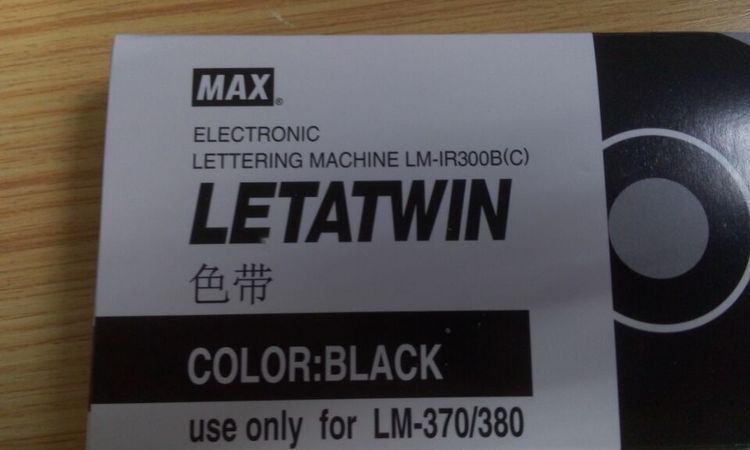 MAX®
ELECTRONIC
LETTERING MACHINE LM-IR300B(C)
LETATWIN
色带
COLOR:BLACK
use only for LM-370/380